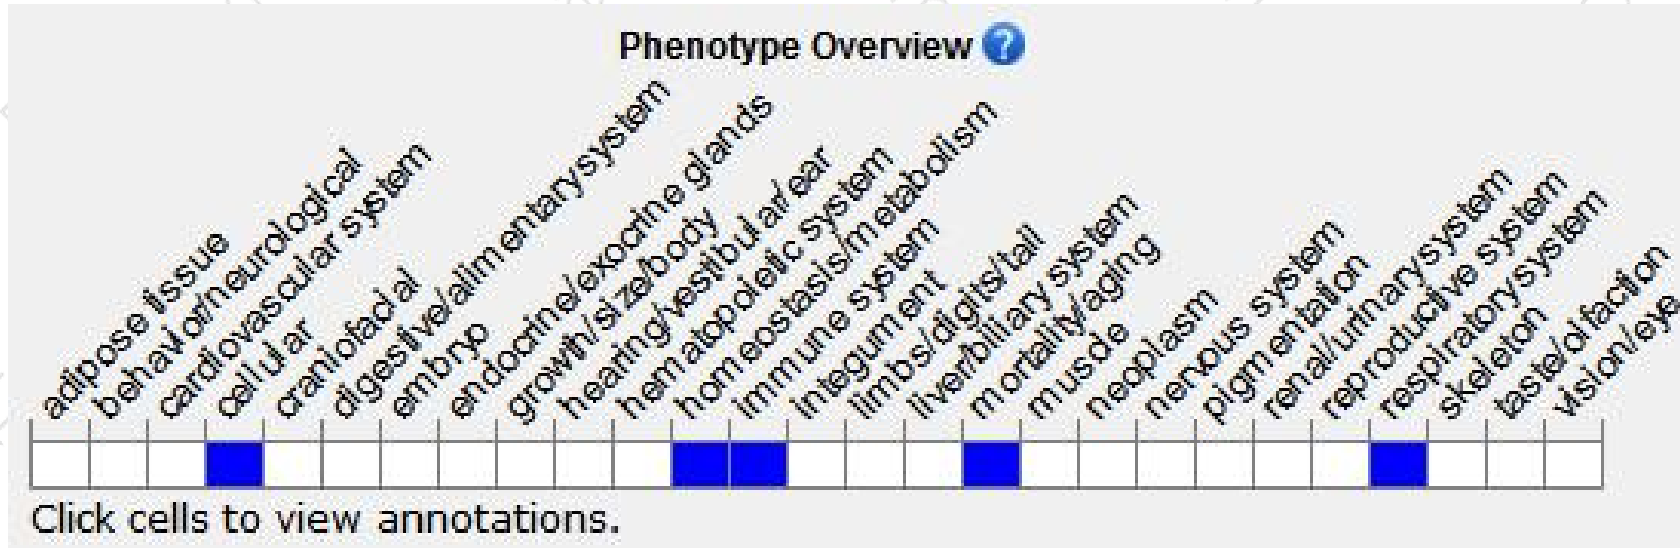 Phenotype Overview ?
adipose tissue
behavior/neurological
cardiovascular system
cellular
craniofacial
digestive/alimentary system
embryo
endocrine/exocrine glands
growth/size/body
hearing/vestibular/ear
hematopoietic system
homeostasis/metabolism
immune system
integument
limbs/digits/tail
liver/biliary system
mortality/aging
muscle
neoplasm
nervous system
pigmentation
renal/urinary system
reproductive system
respiratory system
skeleton
taste/olfaction
vision/eye
Click cells to view annotations.